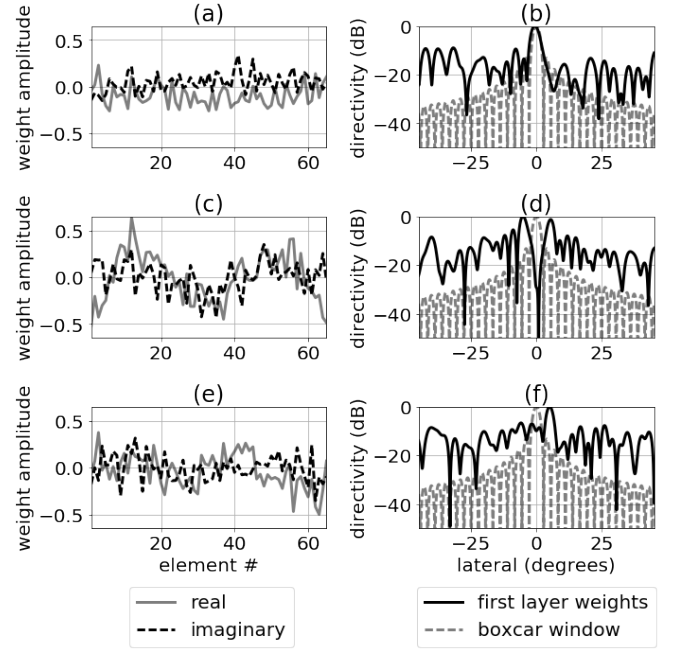 (a) (b)
weight amplitude 0.5 0.0 −0.5 20 40 60
directivity (dB) 0 −20 −40 −25 0 25
(c) (d)
weight amplitude 0.5 0.0 −0.5 20 40 60
directivity (dB) 0 −20 −40 −25 0 25
(e) (f)
weight amplitude 0.5 0.0 −0.5 20 40 60
directivity (dB) 0 −20 −40 −25 0 25
element # lateral (degrees)
real first layer weights
imaginary boxcar window